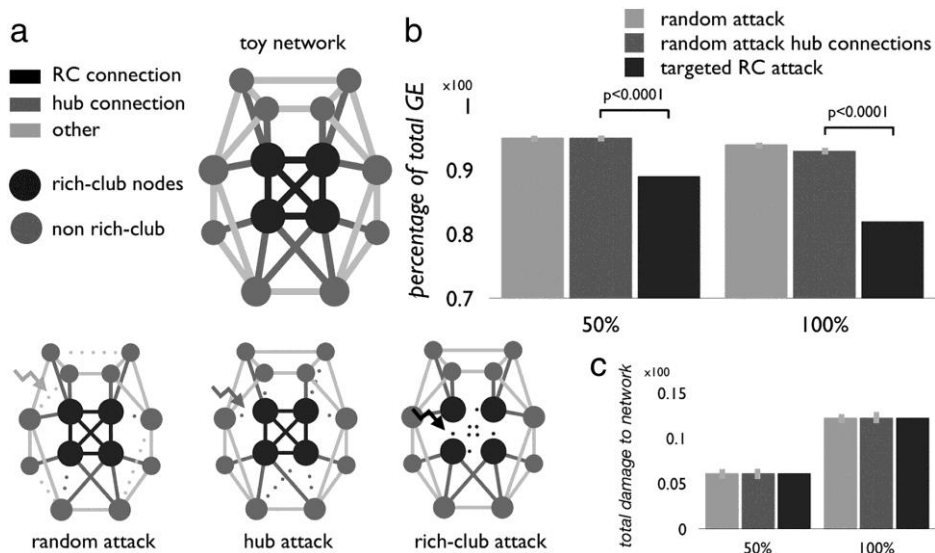 a
toy network
RC connection
hub connection
other
rich-club nodes
non rich-club
random attack
hub attack
rich-club attack
b
random attack
random attack hub connections
targeted RC attack
x100
percentage of total GE
1
0.9
0.8
0.7
p<0.0001
p<0.0001
50%
100%
c
x100
total damage to network
0.15
0.1
0.05
0
50%
100%